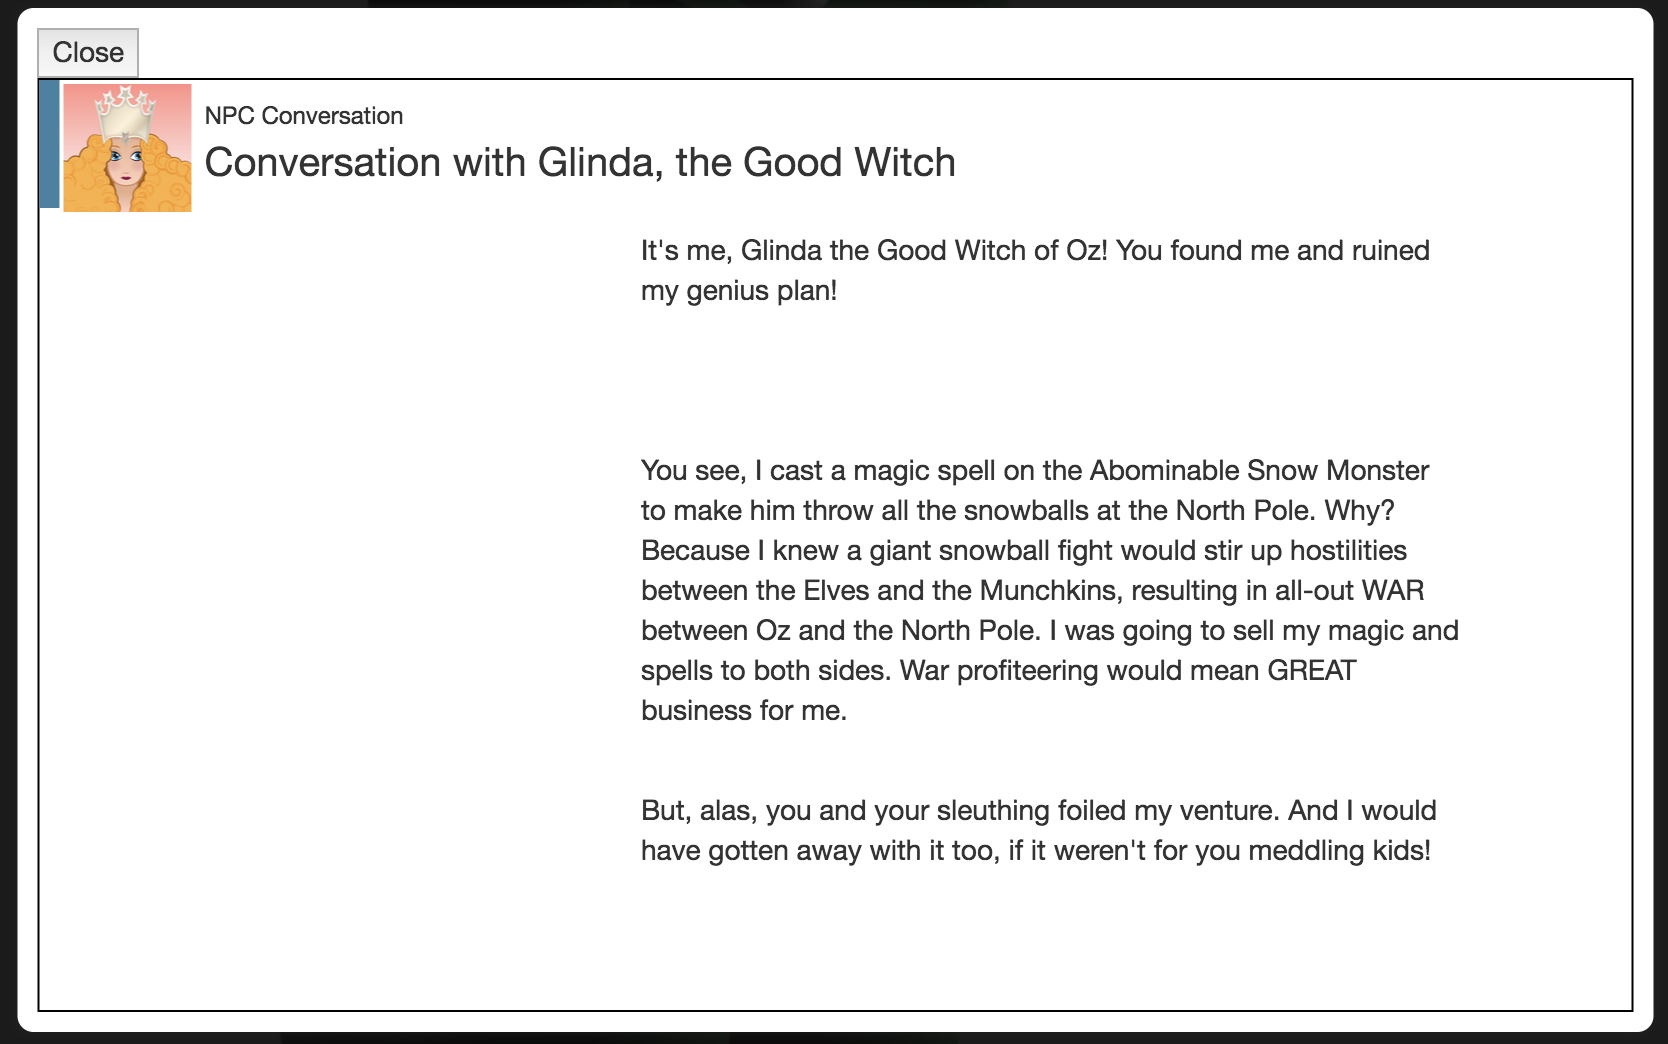 Close
NPC Conversation
Conversation with Glinda, the Good Witch
It's me, Glinda the Good Witch of Oz! You found me and ruined
my genius plan!
You see, I cast a magic spell on the Abominable Snow Monster
to make him throw all the snowballs at the North Pole. Why?
Because I knew a giant snowball fight would stir up hostilities
between the Elves and the Munchkins, resulting in all-out WAR
between Oz and the North Pole. I was going to sell my magic and
spells to both sides. War profiteering would mean GREAT
business for me.
But, alas, you and your sleuthing foiled my venture. And I would
have gotten away with it too, if it weren't for you meddling kids!